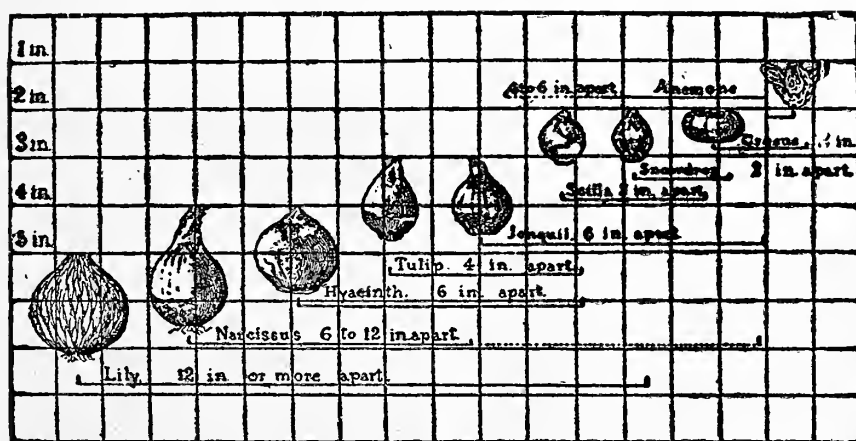 1 in.
2 in.
4 to 6 in. apart Anemone
3 in.
Crocus, in.
Snowdrop 2 in. apart
4 in.
Scilla 2 in. apart
5 in.
Jonquil, 6 in. apart
Tulip. 4 in. apart
Hyacinth. 6 in. apart.
Narcissus 6 to 12 in. apart
Lily, 12 in. or more apart.